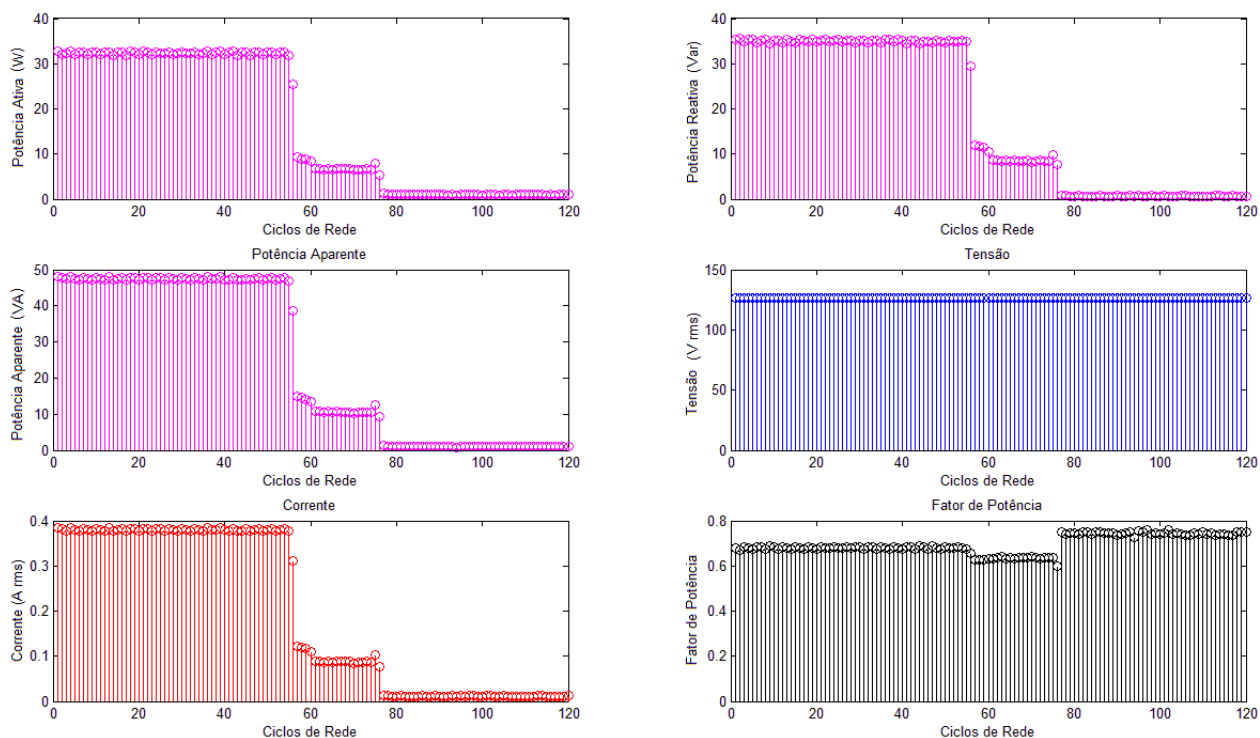 40
30
20
10
0
Potência Ativa (W)
0 20 40 60 80 100 120
Ciclos de Rede
40
30
20
10
0
Potência Reativa (Var)
0 20 40 60 80 100 120
Ciclos de Rede
Potência Aparente
50
40
30
20
10
0
Potência Aparente (VA)
0 20 40 60 80 100 120
Ciclos de Rede
Tensão
150
100
50
0
Tensão (V rms)
0 20 40 60 80 100 120
Ciclos de Rede
Corrente
0.4
0.3
0.2
0.1
0
Corrente (A rms)
0 20 40 60 80 100 120
Ciclos de Rede
Fator de Potência
0.8
0.6
0.4
0.2
0
Fator de Potência
0 20 40 60 80 100 120
Ciclos de Rede